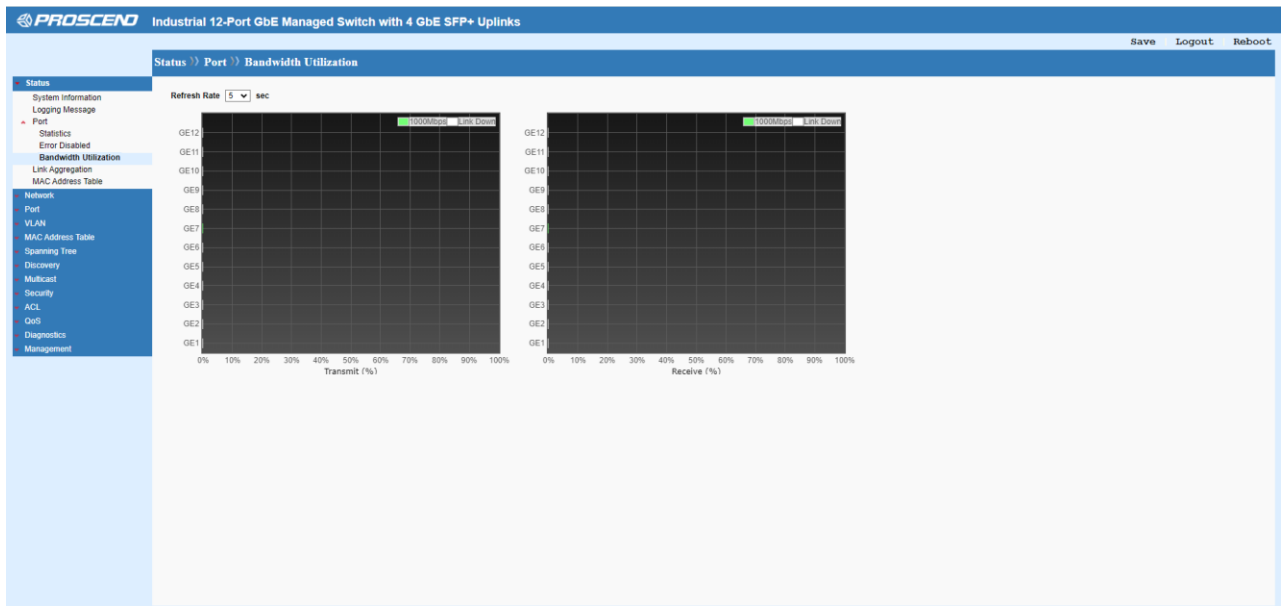 PROSCEND Industrial 12-Port GbE Managed Switch with 4 GbE SFP+ Uplinks
Save Logout Reboot
Status 》 Port 》 Bandwidth Utilization
Status
System Information
Logging Message
Port
Statistics
Error Disabled
Bandwidth Utilization
Link Aggregation
MAC Address Table
Network
Port
VLAN
MAC Address Table
Spanning Tree
Discovery
Multicast
Security
ACL
QoS
Diagnostics
Management
Refresh Rate 5 sec
1000Mbps Link Down
GE12
GE11
GE10
GE9
GE8
GE7
GE6
GE5
GE4
GE3
GE2
GE1
0% 10% 20% 30% 40% 50% 60% 70% 80% 90% 100%
Transmit (%)
1000Mbps Link Down
GE12
GE11
GE10
GE9
GE8
GE7
GE6
GE5
GE4
GE3
GE2
GE1
0% 10% 20% 30% 40% 50% 60% 70% 80% 90% 100%
Receive (%)